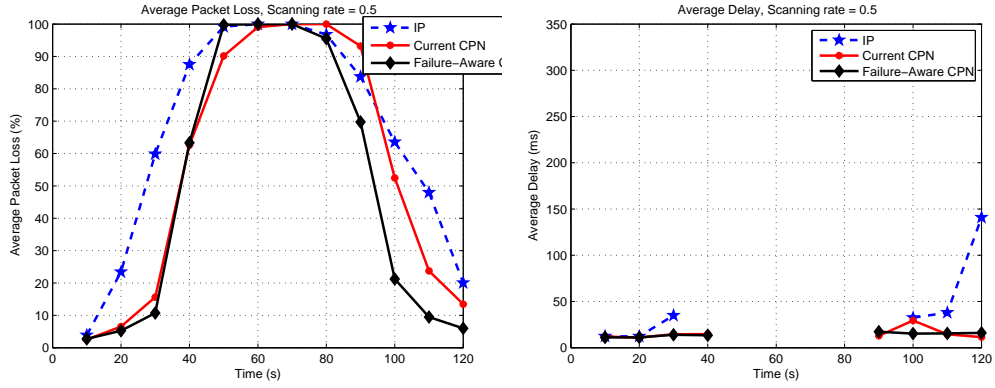 Average Packet Loss, Scanning rate = 0.5
100
90
80
70
60
50
40
30
20
10
0
Average Packet Loss (%)
0
20
40
60
80
100
120
Time (s)
IP
Current CPN
Failure−Aware C
Average Delay, Scanning rate = 0.5
350
300
250
200
150
100
50
0
Average Delay (ms)
0
20
40
60
80
100
120
Time (s)
IP
Current CPN
Failure−Aware CPN